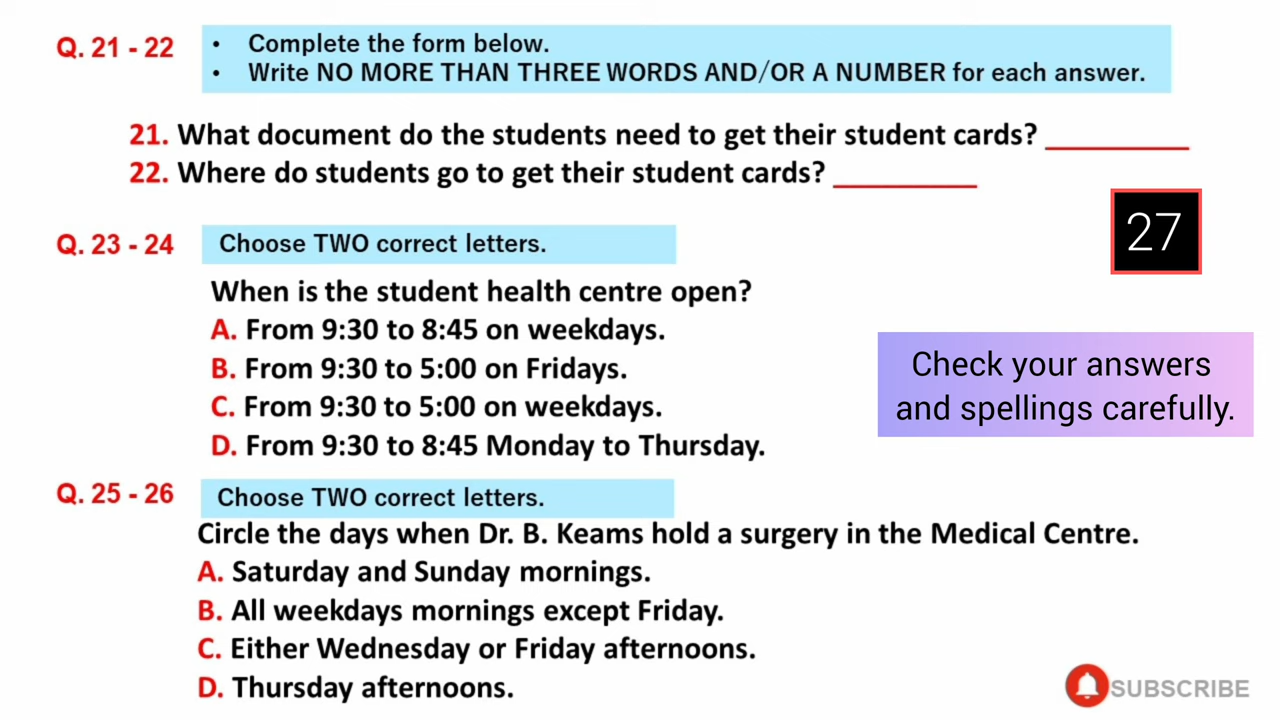 Q. 21 - 22
• Complete the form below.
• Write NO MORE THAN THREE WORDS AND/OR A NUMBER for each answer.
21. What document do the students need to get their student cards? __________
22. Where do students go to get their student cards? __________
27
Q. 23 - 24
Choose TWO correct letters.
When is the student health centre open?
A. From 9:30 to 8:45 on weekdays.
B. From 9:30 to 5:00 on Fridays.
C. From 9:30 to 5:00 on weekdays.
D. From 9:30 to 8:45 Monday to Thursday.
Check your answers
and spellings carefully.
Q. 25 - 26
Choose TWO correct letters.
Circle the days when Dr. B. Keams hold a surgery in the Medical Centre.
A. Saturday and Sunday mornings.
B. All weekdays mornings except Friday.
C. Either Wednesday or Friday afternoons.
D. Thursday afternoons.
SUBSCRIBE